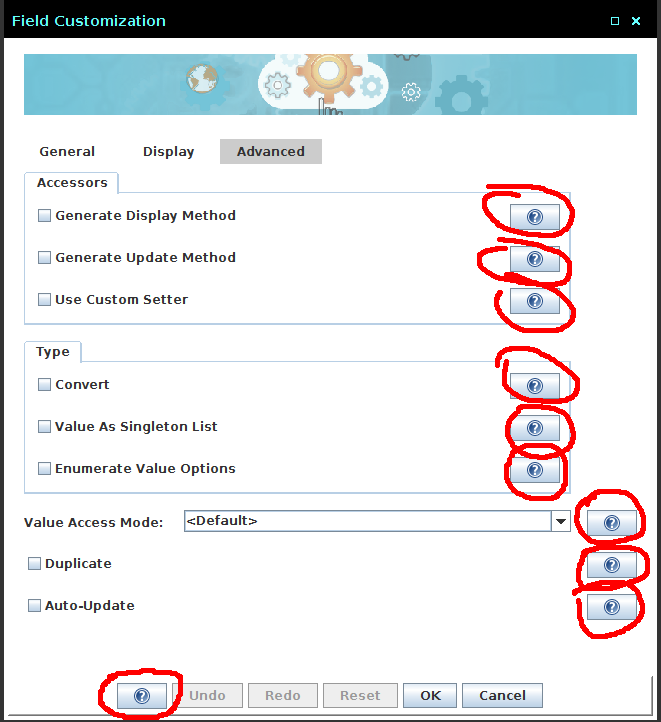 Field Customization
General Display Advanced
Accessors
Generate Display Method ?
Generate Update Method ?
Use Custom Setter ?
Type
Convert ?
Value As Singleton List ?
Enumerate Value Options ?
Value Access Mode: <Default> ?
Duplicate ?
Auto-Update ?
? Undo Redo Reset OK Cancel